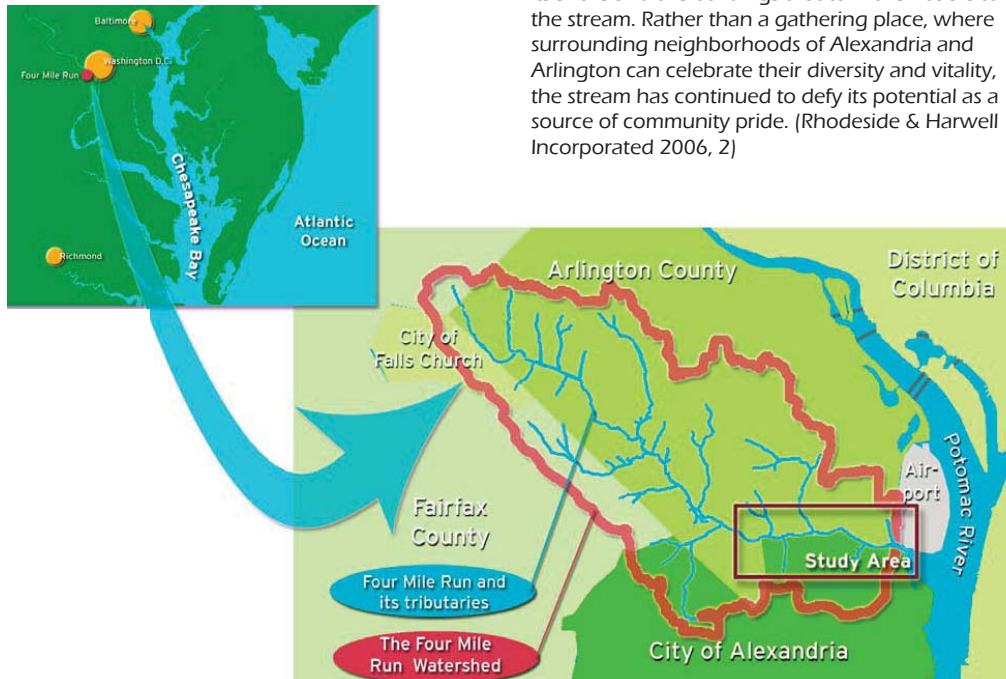 the stream. Rather than a gathering place, where
surrounding neighborhoods of Alexandria and
Arlington can celebrate their diversity and vitality,
the stream has continued to defy its potential as a
source of community pride. (Rhodeside & Harwell
Incorporated 2006, 2)
Baltimore
Washington D.C.
Four Mile Run
Chesapeake Bay
Atlantic
Ocean
Richmond
Arlington County
District of
Columbia
City of
Falls Church
Potomac River
Air-
port
Fairfax
County
Study Area
Four Mile Run and
its tributaries
The Four Mile
Run Watershed
City of Alexandria